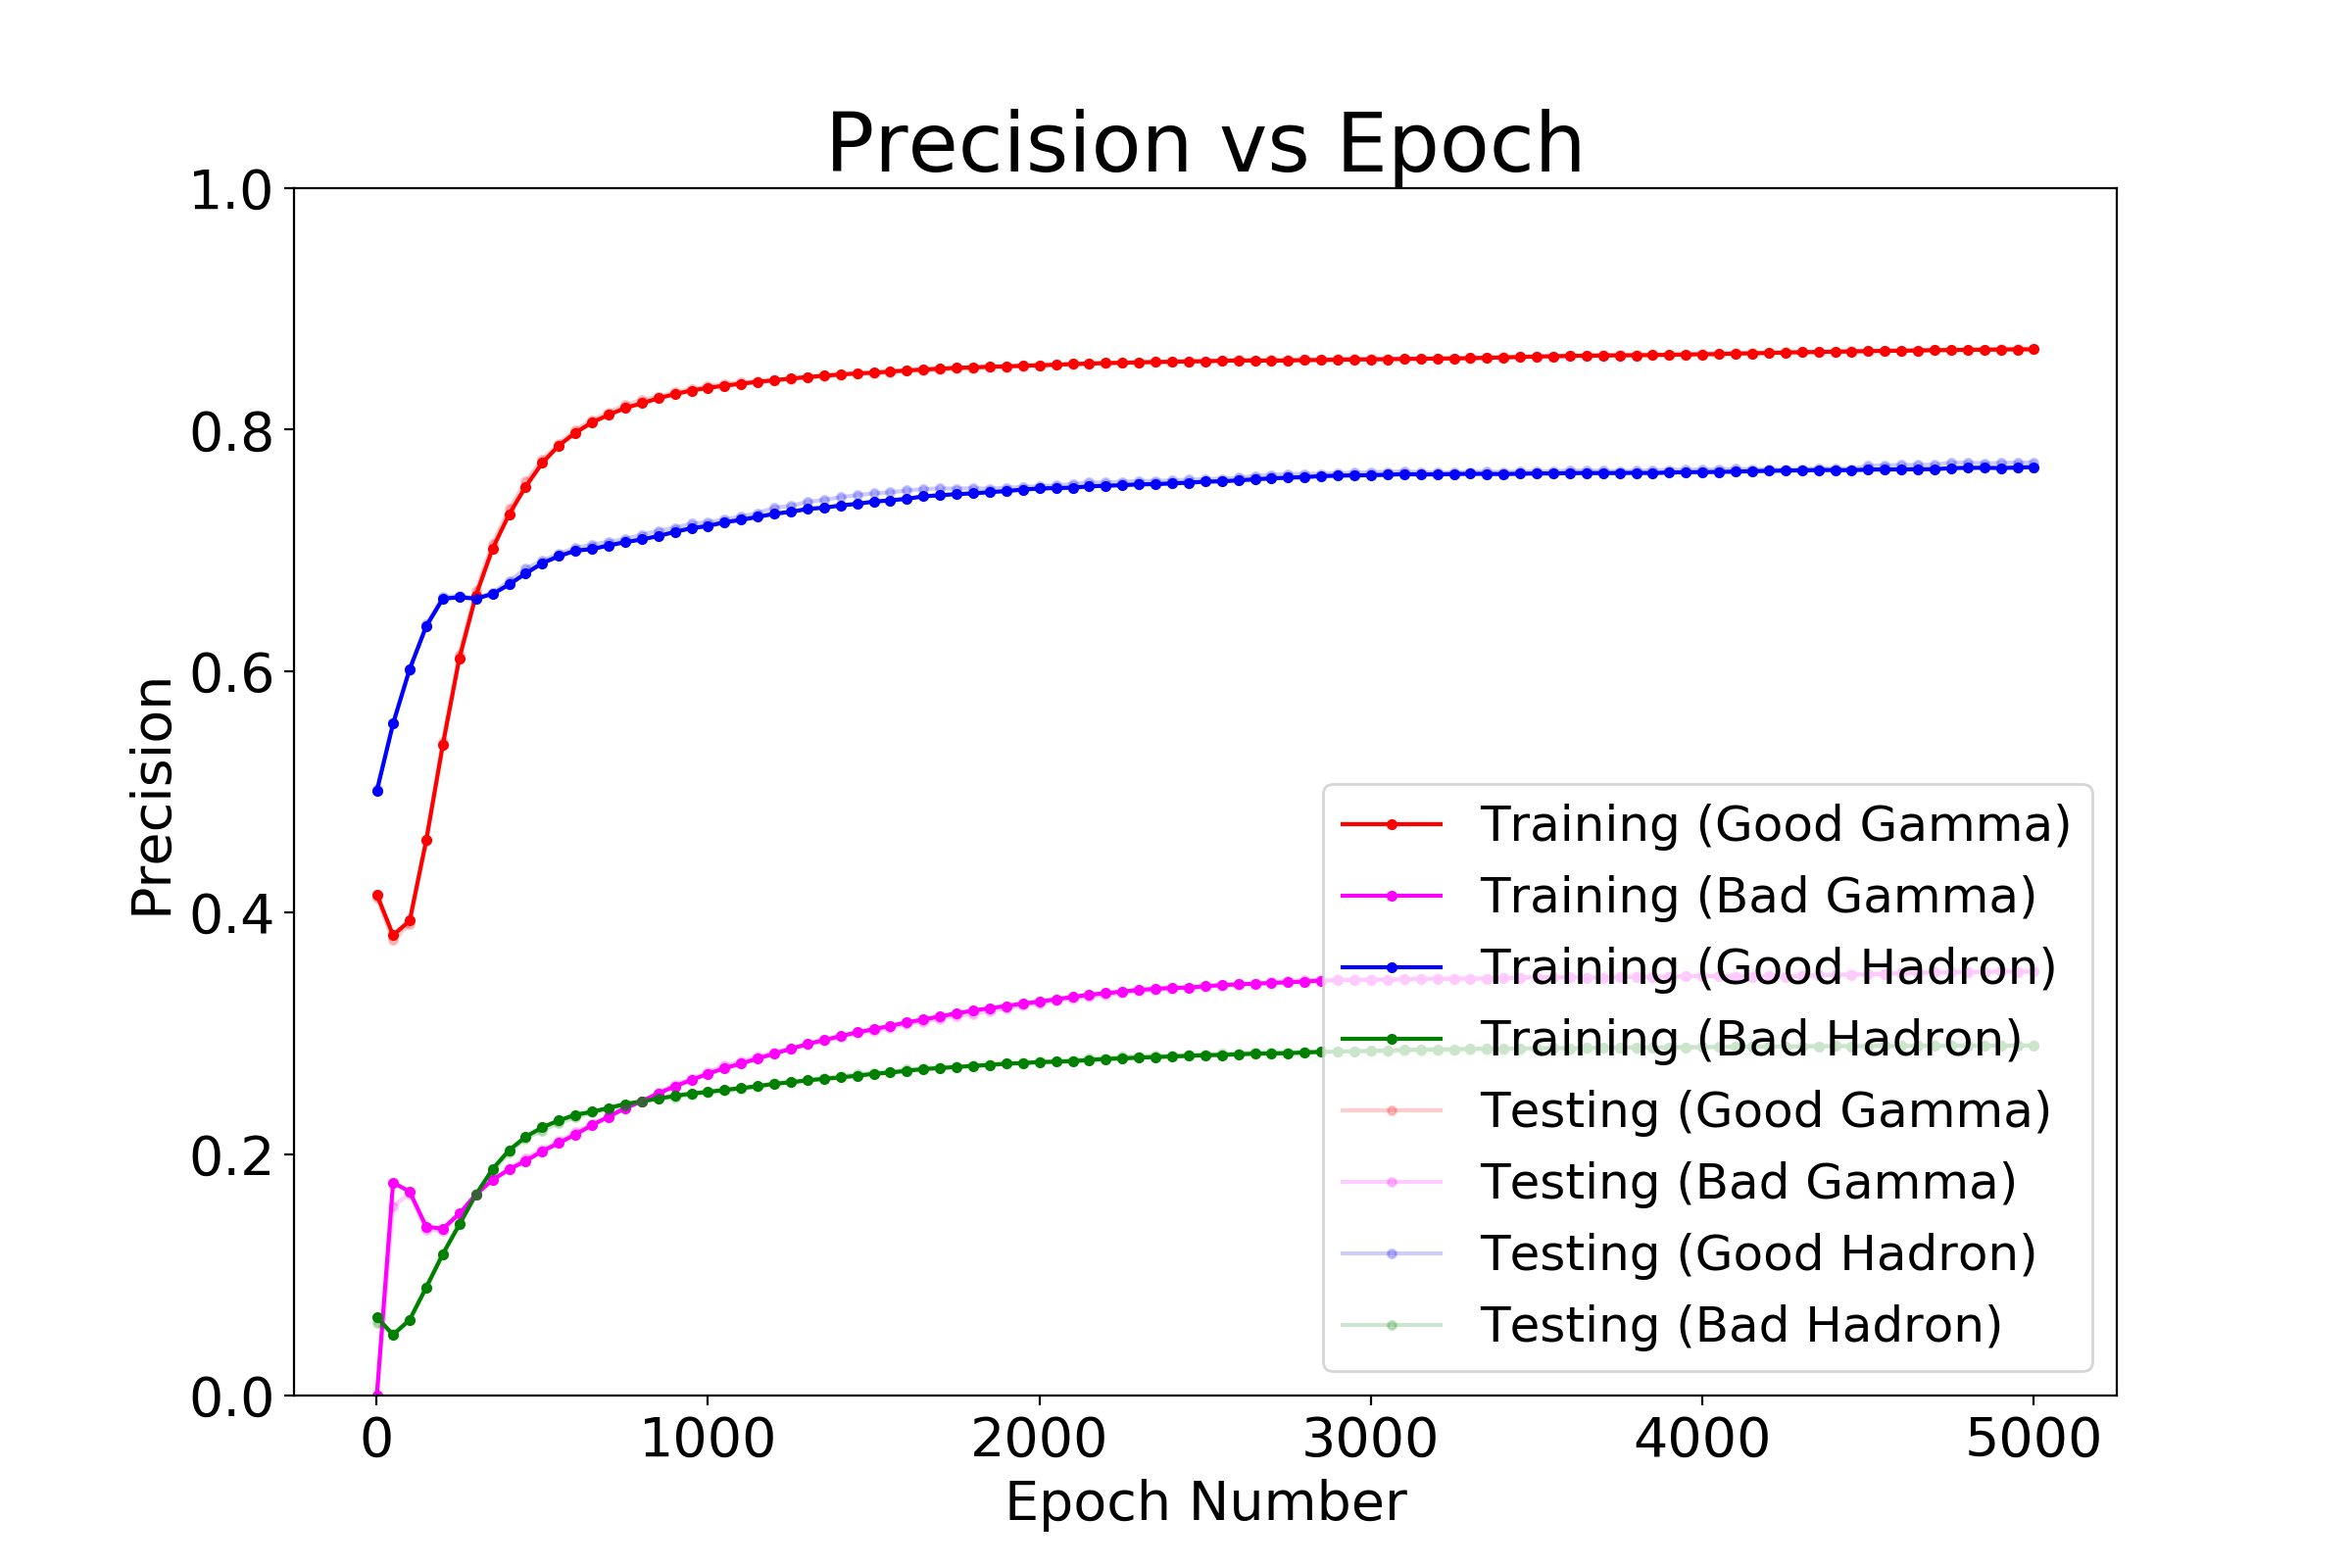 Precision vs Epoch
Precision
1.0
0.8
0.6
0.4
0.2
0.0
0
1000
2000
3000
4000
5000
Epoch Number
Training (Good Gamma)
Training (Bad Gamma)
Training (Good Hadron)
Training (Bad Hadron)
Testing (Good Gamma)
Testing (Bad Gamma)
Testing (Good Hadron)
Testing (Bad Hadron)